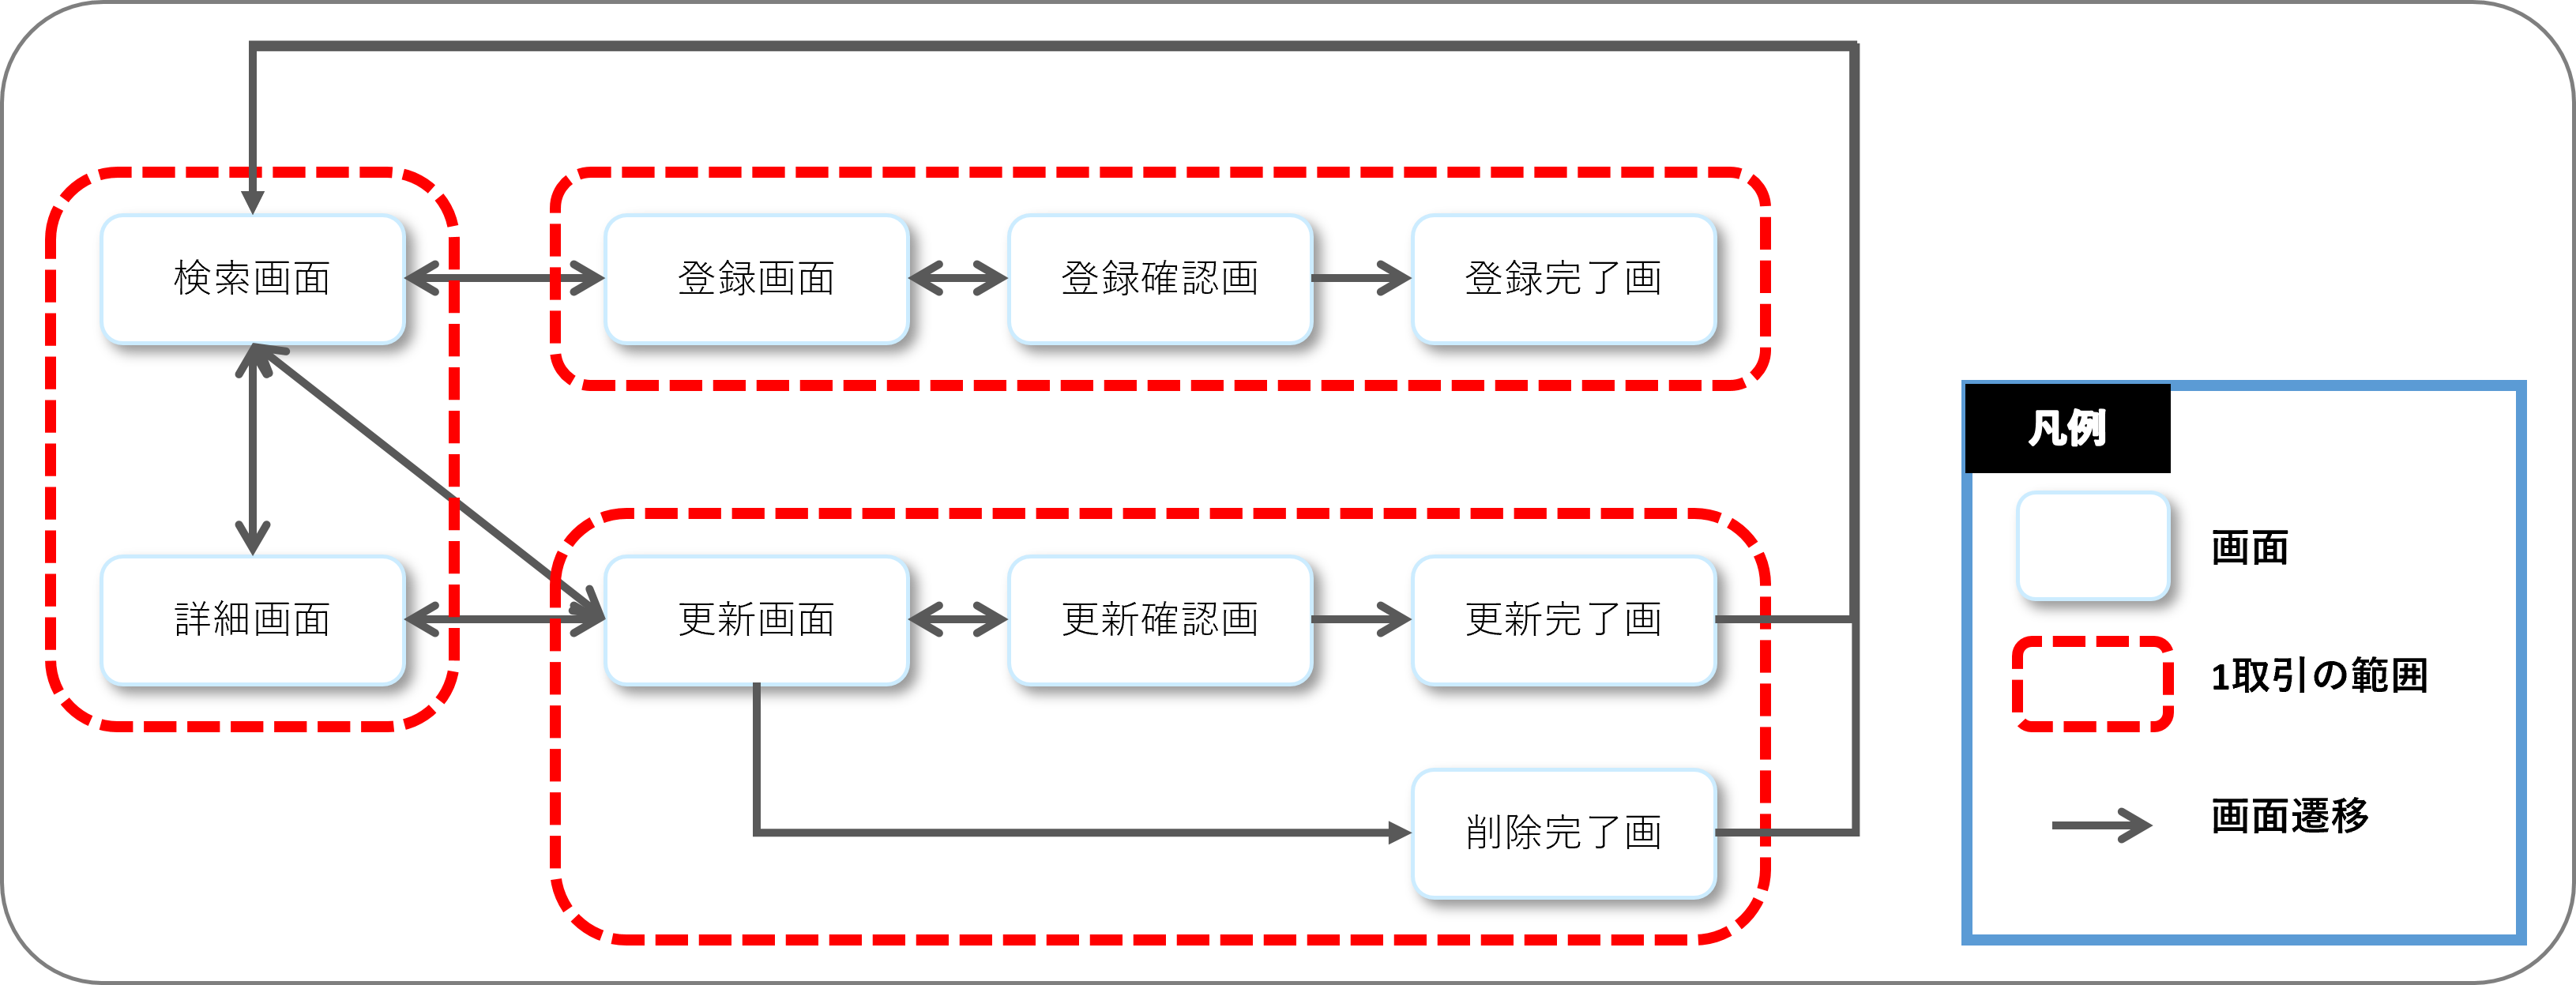 検索画面
登録画面
登録確認画
登録完了画
詳細画面
更新画面
更新確認画
更新完了画
削除完了画
凡例
画面
1取引の範囲
画面遷移